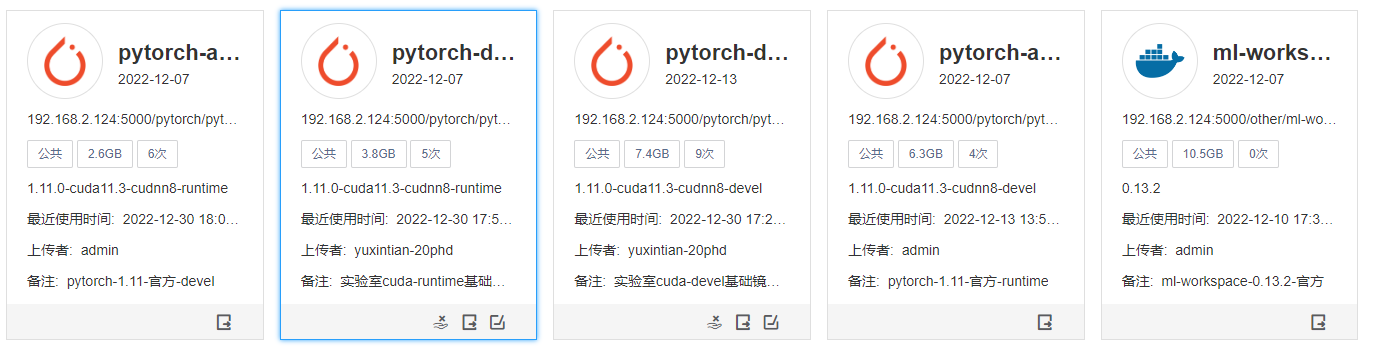 pytorch-a...
2022-12-07
192.168.2.124:5000/pytorch/pyt...
公共 2.6GB 6次
1.11.0-cuda11.3-cudnn8-runtime
最近使用时间: 2022-12-30 18:0...
上传者: admin
备注: pytorch-1.11-官方-devel
pytorch-d...
2022-12-07
192.168.2.124:5000/pytorch/pyt...
公共 3.8GB 5次
1.11.0-cuda11.3-cudnn8-runtime
最近使用时间: 2022-12-30 17:5...
上传者: yuxintian-20phd
备注: 实验室cuda-runtime基础...
pytorch-d...
2022-12-13
192.168.2.124:5000/pytorch/pyt...
公共 7.4GB 9次
1.11.0-cuda11.3-cudnn8-devel
最近使用时间: 2022-12-30 17:2...
上传者: yuxintian-20phd
备注: 实验室cuda-devel基础镜...
pytorch-a...
2022-12-07
192.168.2.124:5000/pytorch/pyt...
公共 6.3GB 4次
1.11.0-cuda11.3-cudnn8-devel
最近使用时间: 2022-12-13 13:5...
上传者: admin
备注: pytorch-1.11-官方-runtime
ml-works...
2022-12-07
192.168.2.124:5000/other/ml-wo...
公共 10.5GB 0次
0.13.2
最近使用时间: 2022-12-10 17:3...
上传者: admin
备注: ml-workspace-0.13.2-官方